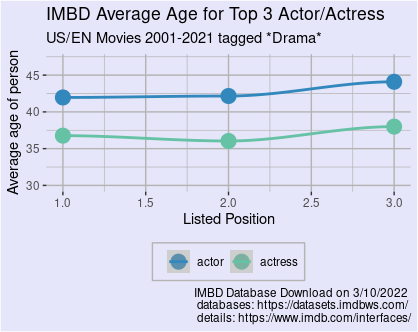 IMBD Average Age for Top 3 Actor/Actress
US/EN Movies 2001-2021 tagged *Drama*
Average age of person
45
40
35
30
1.0 1.5 2.0 2.5 3.0
Listed Position
actor actress
IMBD Database Download on 3/10/2022
databases: https://datasets.imdbws.com/
details: https://www.imdb.com/interfaces/